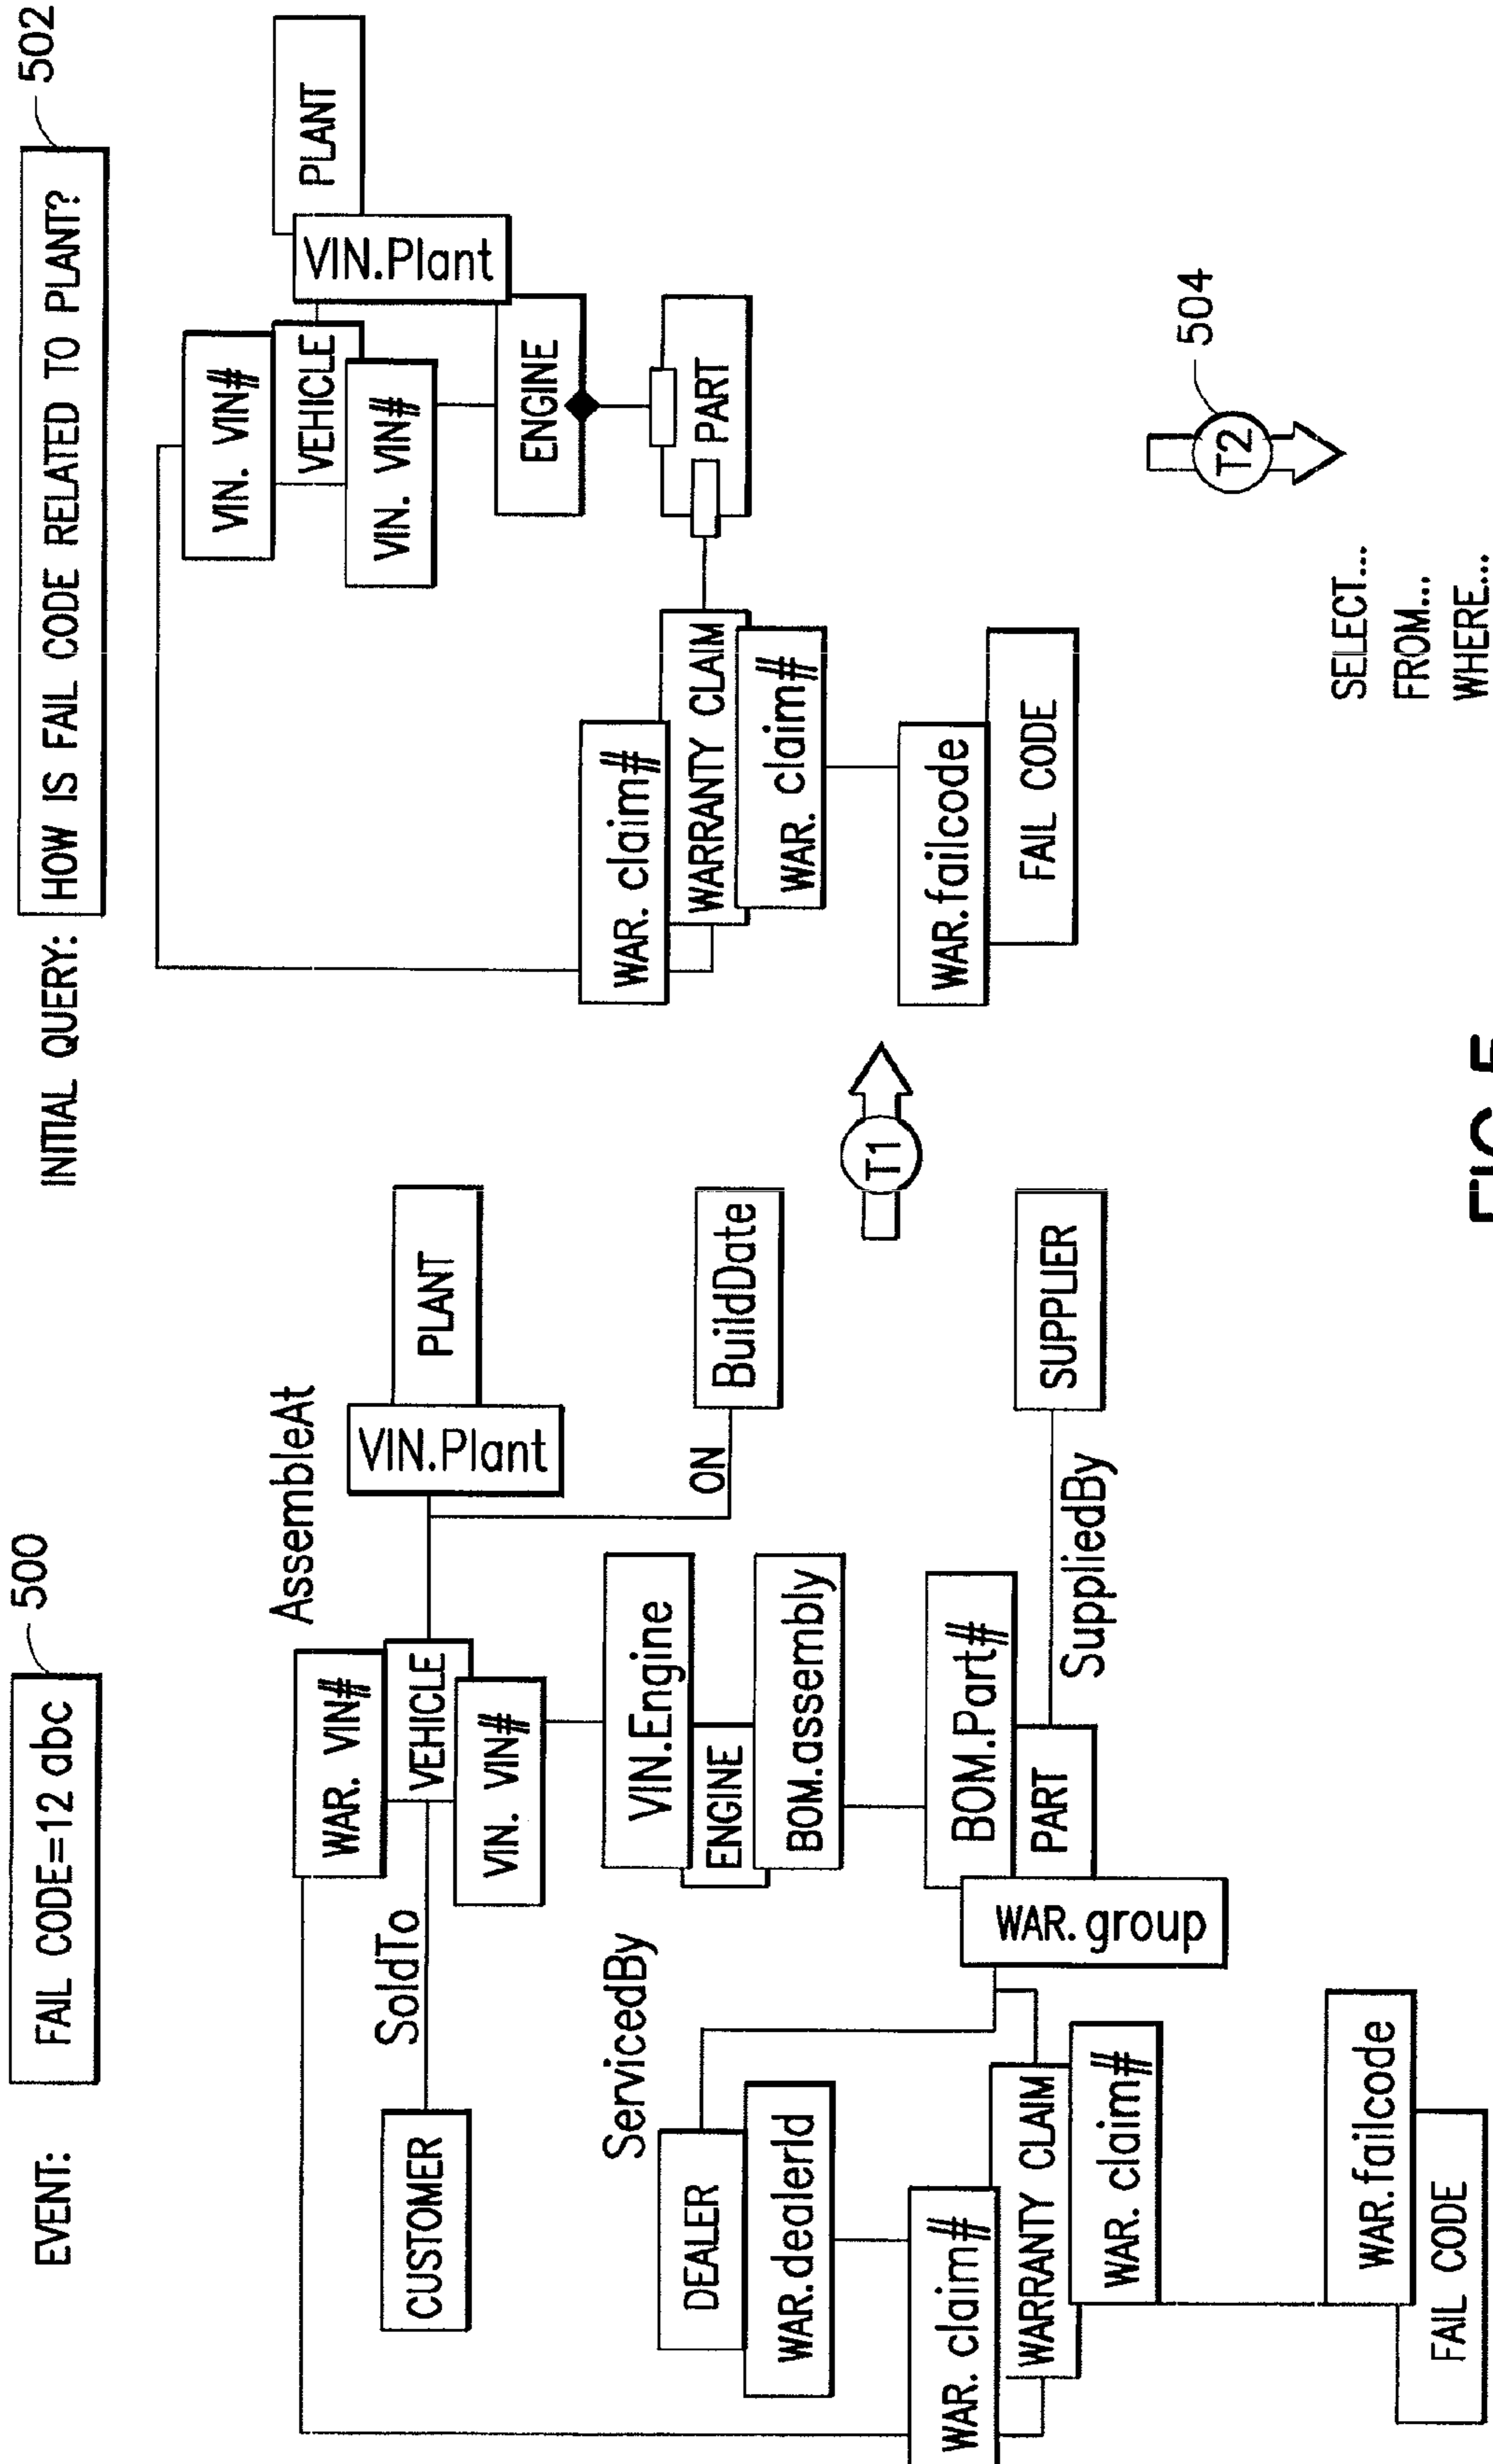 EVENT:
FAIL CODE=12 abc
500
INITIAL QUERY:
HOW IS FAIL CODE RELATED TO PLANT?
502
AssembleAt
WAR. VIN#
VEHICLE
VIN. VIN#
VIN.Plant
PLANT
SoldTo
CUSTOMER
ON
BuildDate
VIN.Engine
ENGINE
BOM.assembly
ServicedBy
DEALER
WAR.dealerId
BOM.Part#
PART
WAR.group
SUPPLIER
SuppliedBy
WAR. claim#
WARRANTY CLAIM
WAR. claim#
WAR.failcode
FAIL CODE
T1
VIN. VIN#
VEHICLE
VIN. VIN#
VIN.Plant
PLANT
ENGINE
PART
WAR. claim#
WARRANTY CLAIM
WAR. claim#
WAR.failcode
FAIL CODE
T2
504
SELECT...
FROM...
WHERE...